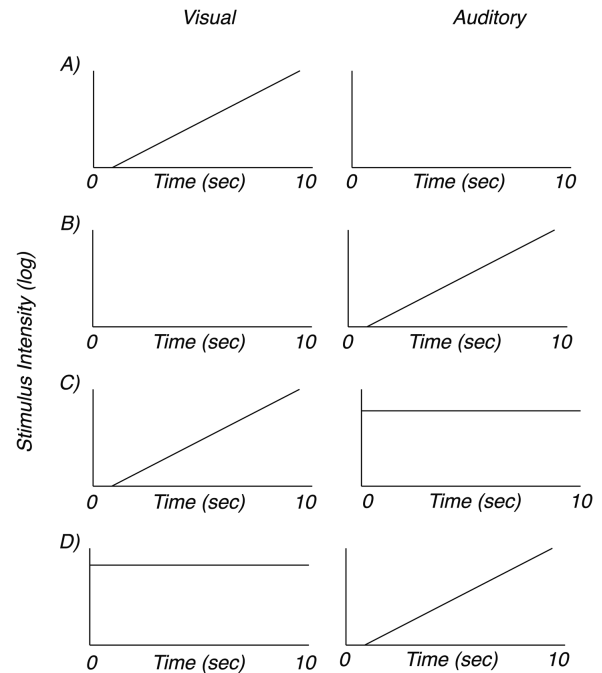 Visual Auditory
A)
0 Time (sec) 10 0 Time (sec) 10
B)
0 Time (sec) 10 0 Time (sec) 10
Stimulus Intensity (log)
C)
0 Time (sec) 10 0 Time (sec) 10
D)
0 Time (sec) 10 0 Time (sec) 10